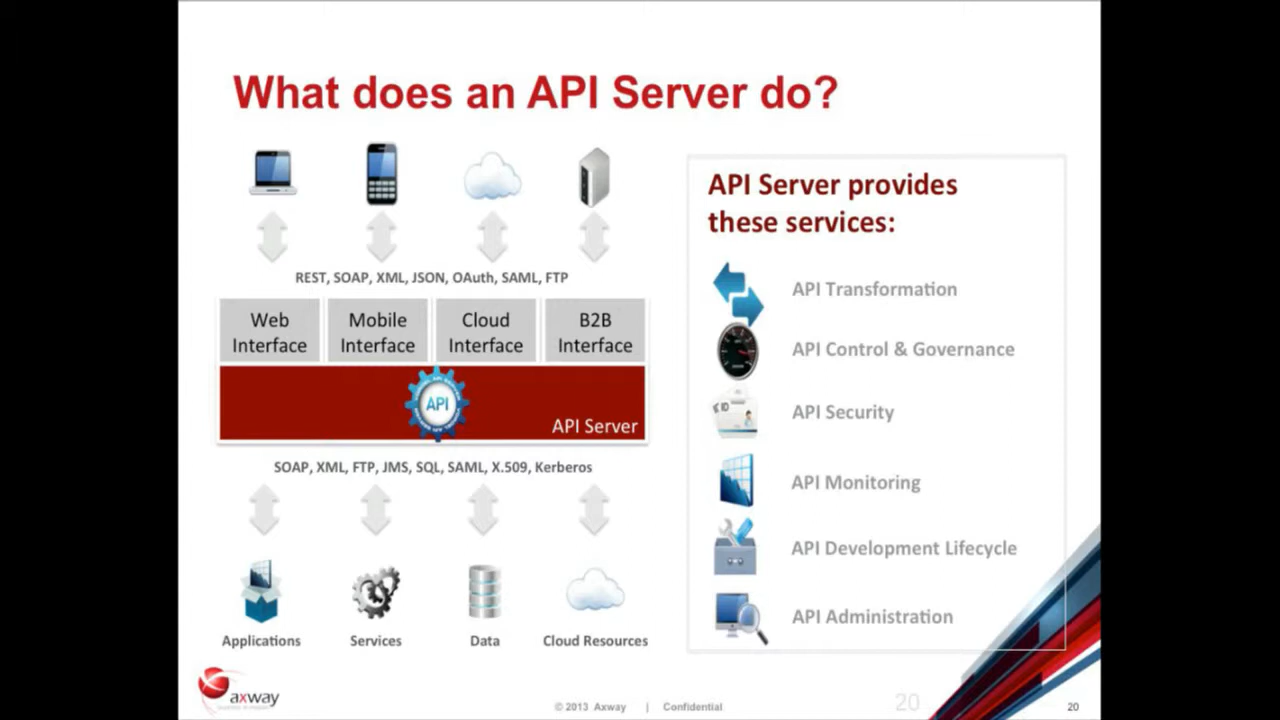 What does an API Server do?
REST, SOAP, XML, JSON, OAuth, SAML, FTP
Web
Interface
Mobile
Interface
Cloud
Interface
B2B
Interface
API
API Server
SOAP, XML, FTP, JMS, SQL, SAML, X.509, Kerberos
Applications
Services
Data
Cloud Resources
API Server provides
these services:
API Transformation
API Control & Governance
ID
API Security
API Monitoring
API Development Lifecycle
API Administration
axway
© 2013 Axway | Confidential
20
20